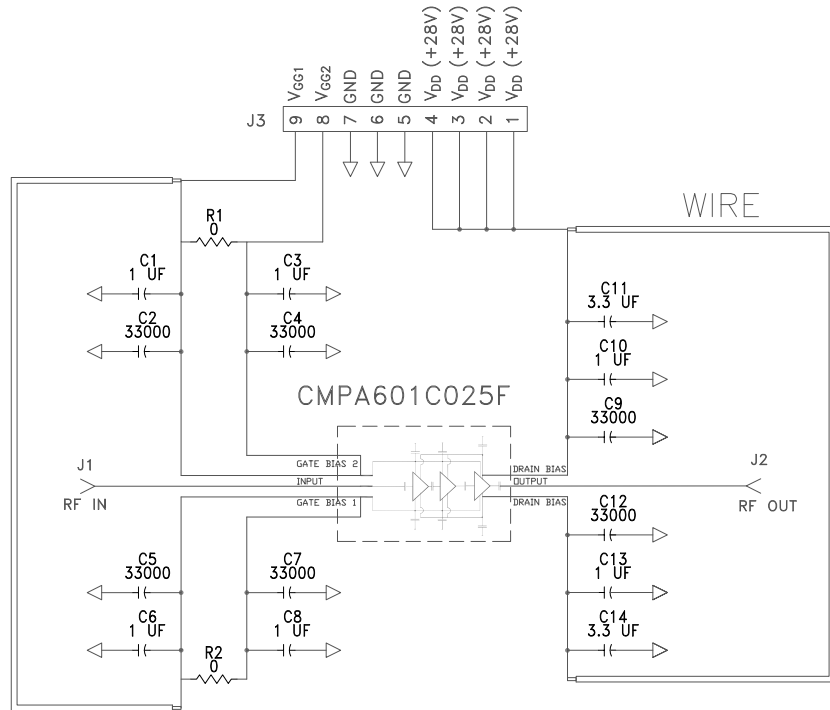 VGG1
VGG2
GND
GND
GND
VDD (+28V)
VDD (+28V)
VDD (+28V)
VDD (+28V)
J3
9 8 7 6 5 4 3 2 1
WIRE
R1
0
C1
1 UF
C3
1 UF
C2
33000
C4
33000
C11
3.3 UF
C10
1 UF
C9
33000
CMPA601C025F
J1
RF IN
GATE BIAS 2
INPUT
GATE BIAS 1
DRAIN BIAS
OUTPUT
DRAIN BIAS
J2
RF OUT
C12
33000
C5
33000
C7
33000
C13
1 UF
C6
1 UF
C8
1 UF
C14
3.3 UF
R2
0